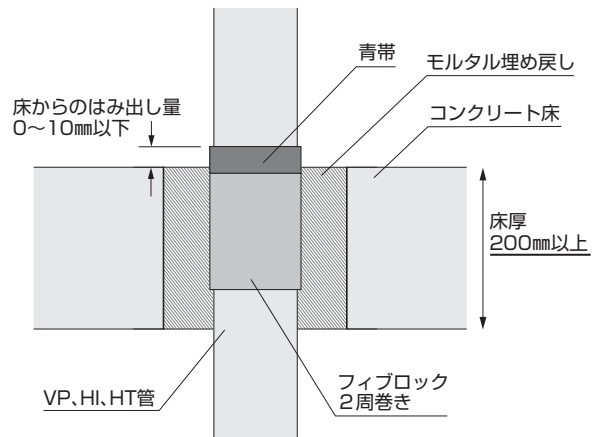 青帯
モルタル埋め戻し
床からのはみ出し量
0〜10㎜以下
コンクリート床
床厚
200㎜以上
VP、HI、HT管
フィブロック
2周巻き